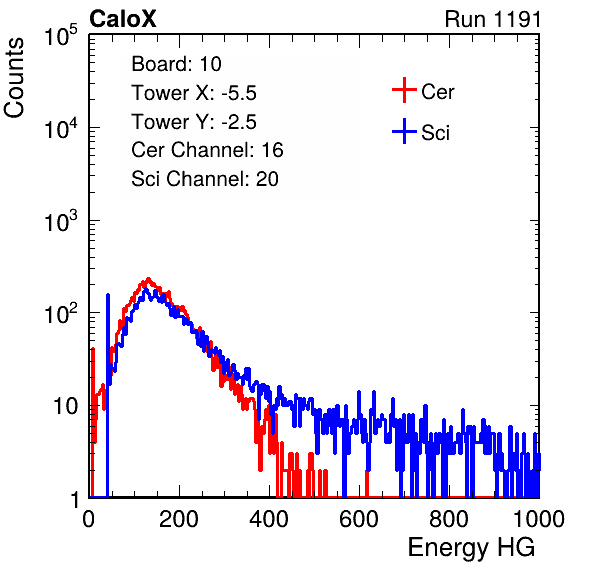 CaloX Run 1191
Counts
10^5
10^4
10^3
10^2
10
1
Board: 10
Tower X: -5.5
Tower Y: -2.5
Cer Channel: 16
Sci Channel: 20
Cer
Sci
0 200 400 600 800 1000
Energy HG